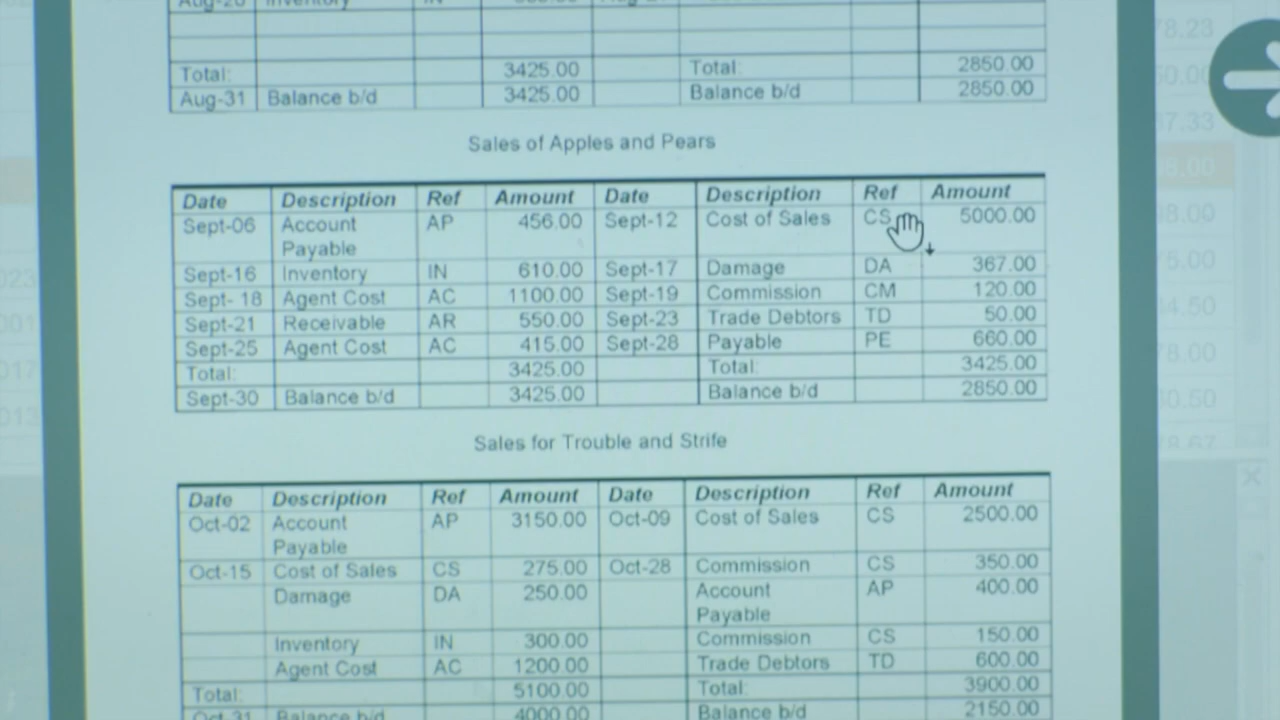 Aug-26 Inventory IN
Total: 3425.00 Total: 2850.00
Aug-31 Balance b/d 3425.00 Balance b/d 2850.00
Sales of Apples and Pears
Date Description Ref Amount Date Description Ref Amount
Sept-06 Account AP 456.00 Sept-12 Cost of Sales CS 5000.00
Payable
Sept-16 Inventory IN 610.00 Sept-17 Damage DA 367.00
Sept- 18 Agent Cost AC 1100.00 Sept-19 Commission CM 120.00
Sept-21 Receivable AR 550.00 Sept-23 Trade Debtors TD 50.00
Sept-25 Agent Cost AC 415.00 Sept-28 Payable PE 660.00
Total: 3425.00 Total: 3425.00
Sept-30 Balance b/d 3425.00 Balance b/d 2850.00
Sales for Trouble and Strife
Date Description Ref Amount Date Description Ref Amount
Oct-02 Account AP 3150.00 Oct-09 Cost of Sales CS 2500.00
Payable
Oct-15 Cost of Sales CS 275.00 Oct-28 Commission CS 350.00
Damage DA 250.00 Account AP 400.00
Payable
Inventory IN 300.00 Commission CS 150.00
Agent Cost AC 1200.00 Trade Debtors TD 600.00
Total: 5100.00 Total: 3900.00
Oct-31 Balance b/d 4000.00 Balance b/d 2150.00